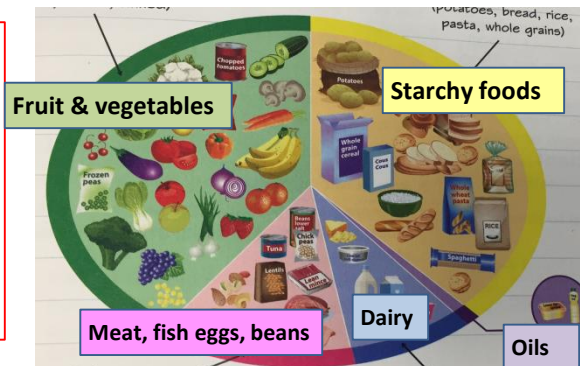 (potatoes, bread, rice,
pasta, whole grains)
Chopped
tomatoes
Fruit & vegetables
Potatoes
Starchy foods
Whole
grain
cereal
Cous
Cous
Frozen
peas
Whole
wheat
pasta
RICE
Beans
lower
salt
Tuna
Chick
peas
Spaghetti
Lentils
Lean
mince
Meat, fish eggs, beans
Dairy
Oils